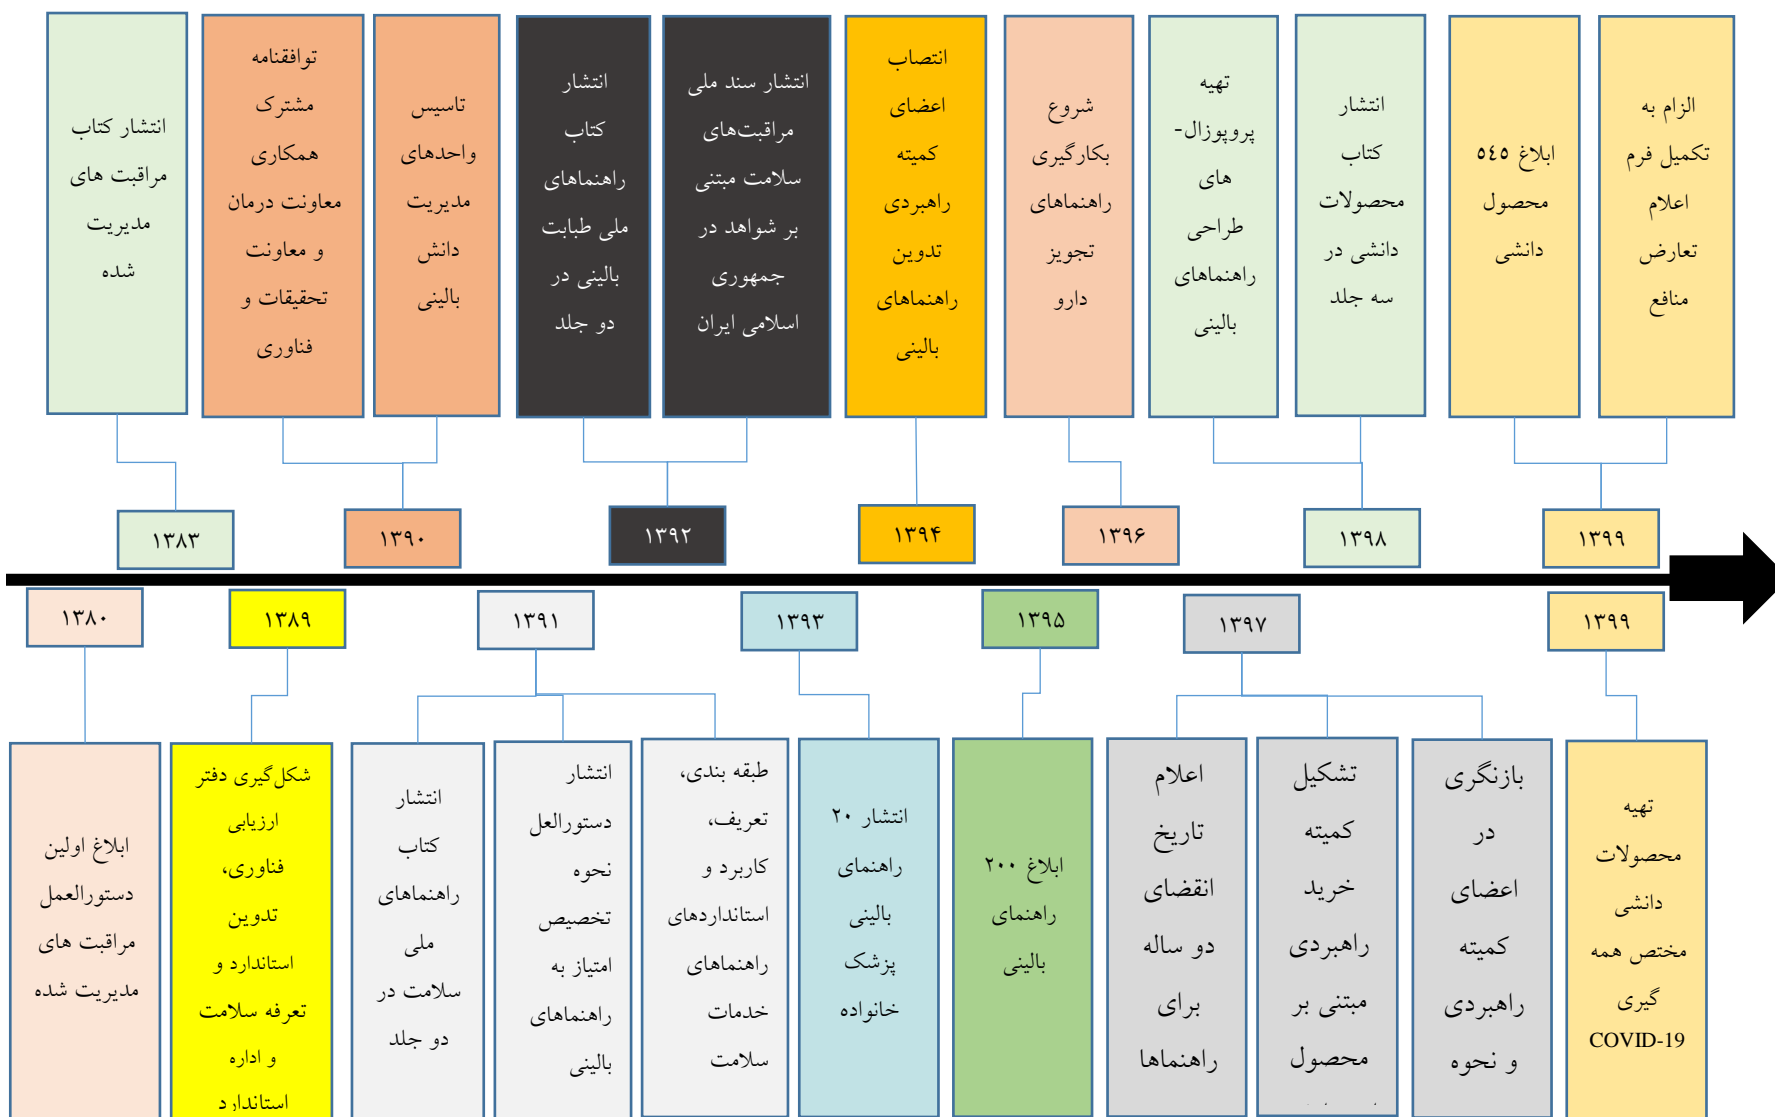 انتشار کتاب
مراقبت های
مدیریت
شده
توافقنامه
مشترک
همکاری
معاونت درمان
و معاونت
تحقیقات و
فناوری
تاسیس
واحدهای
مدیریت
دانش
بالینی
انتشار
کتاب
راهنماهای
ملی طبابت
بالینی در
دو جلد
انتشار سند ملی
مراقبت‌های
سلامت مبتنی
بر شواهد در
جمهوری
اسلامی ایران
انتصاب
اعضای
کمیته
راهبردی
تدوین
راهنماهای
بالینی
شروع
بکارگیری
راهنماهای
تجویز
دارو
تهیه
پروپوزال-
های
طراحی
راهنماهای
بالینی
انتشار
کتاب
محصولات
دانشی در
سه جلد
ابلاغ ٥٤٥
محصول
دانشی
الزام به
تکمیل فرم
اعلام
تعارض
منافع
۱۳۸۳
۱۳۹۰
۱۳۹۲
۱۳۹۴
۱۳۹۶
۱۳۹۸
۱۳۹۹
۱۳۸۰
۱۳۸۹
۱۳۹۱
۱۳۹۳
۱۳۹۵
۱۳۹۷
۱۳۹۹
ابلاغ اولین
دستورالعمل
مراقبت های
مدیریت شده
شکل‌گیری دفتر
ارزیابی
فناوری،
تدوین
استاندارد و
تعرفه سلامت
و اداره
استاندارد
انتشار
کتاب
راهنماهای
ملی
سلامت در
دو جلد
انتشار
دستورالعل
نحوه
تخصیص
امتیاز به
راهنماهای
بالینی
طبقه بندی،
تعریف،
کاربرد و
استانداردهای
راهنماهای
خدمات
سلامت
انتشار ۲۰
راهنمای
بالینی
پزشک
خانواده
ابلاغ ۲۰۰
راهنمای
بالینی
اعلام
تاریخ
انقضای
دو ساله
برای
راهنماها
تشکیل
کمیته
خرید
راهبردی
مبتنی بر
محصول
بازنگری
در
اعضای
کمیته
راهبردی
و نحوه
تهیه
محصولات
دانشی
مختص همه
گیری
COVID-19